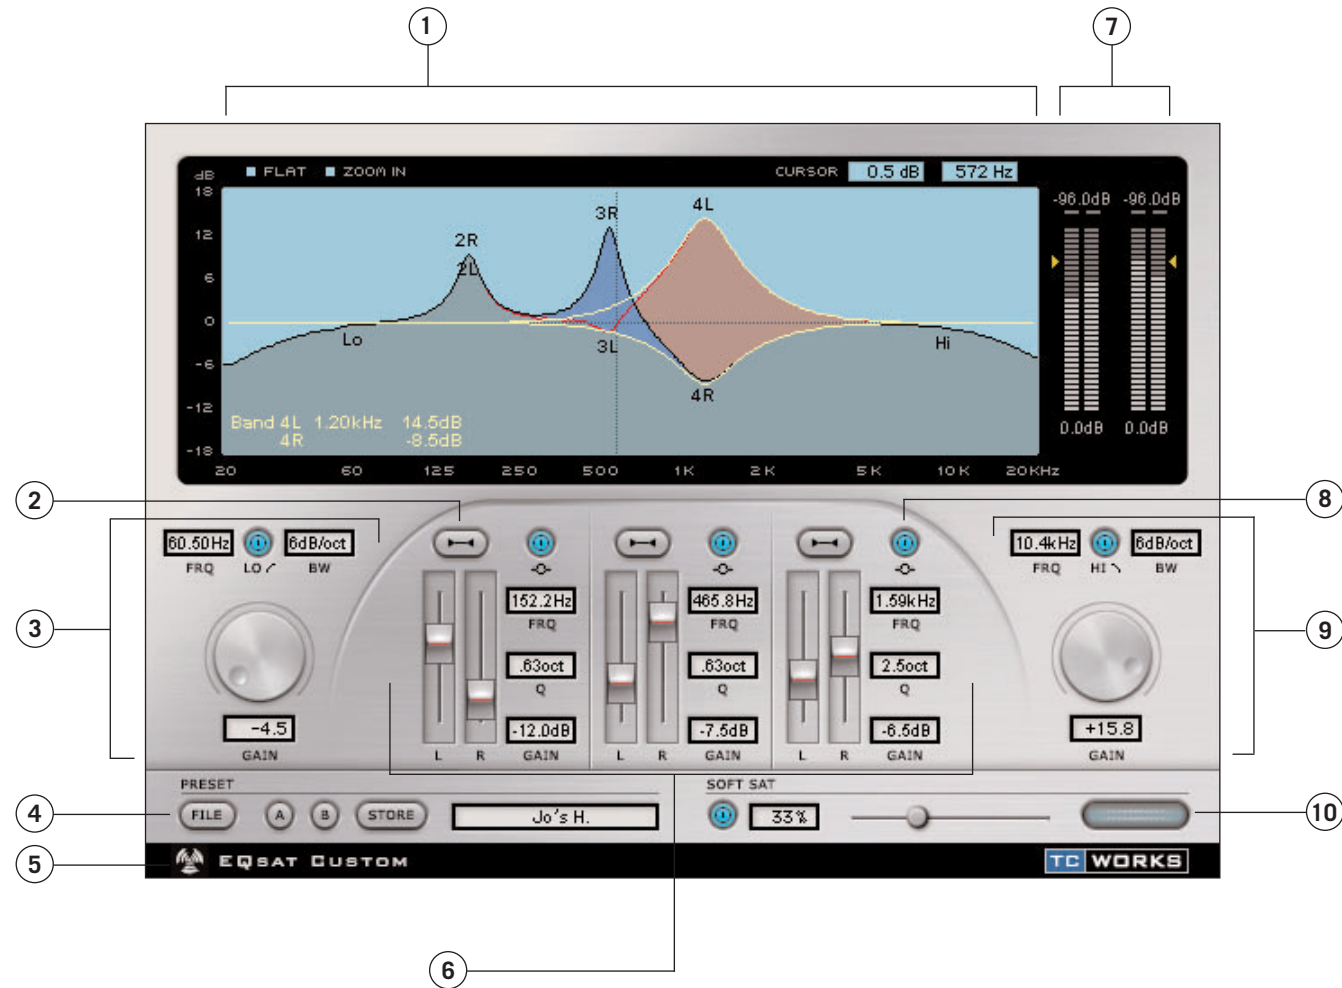 1
7
dB
FLAT
ZOOM IN
CURSOR
0.5 dB
572 Hz
18
12
6
0
-6
-12
-18
2R
2L
3R
3L
4L
4R
Lo
Hi
Band 4L 1.20kHz 14.5dB
4R -8.5dB
20 60 125 250 500 1K 2K 5K 10K 20KHz
-96.0dB -96.0dB
0.0dB 0.0dB
2
8
3
9
60.50Hz
6dB/oct
FRQ LO BW
-4.5
GAIN
152.2Hz
FRQ
.63oct
Q
-12.0dB
L R GAIN
465.8Hz
FRQ
.63oct
Q
-7.5dB
L R GAIN
1.59kHz
FRQ
2.5oct
Q
-6.5dB
L R GAIN
10.4kHz
6dB/oct
FRQ HI BW
+15.8
GAIN
4
PRESET
FILE A B STORE Jo's H.
SOFT SAT
33%
10
5
EQSAT CUSTOM
TC WORKS
6